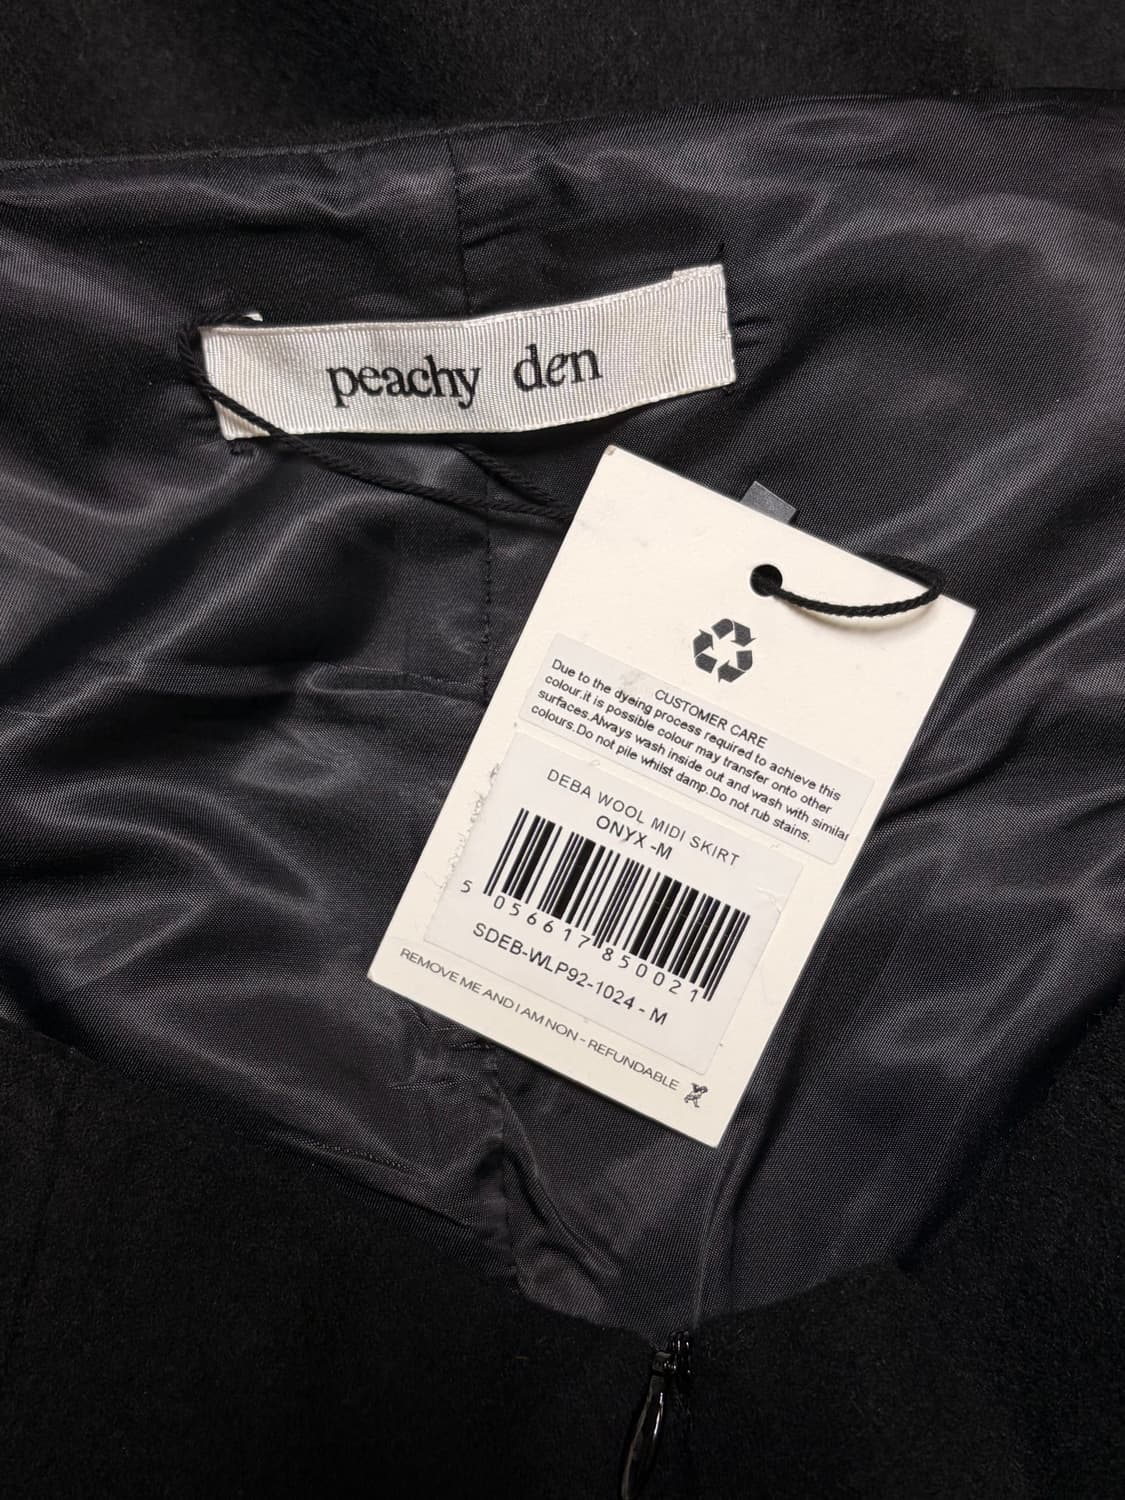 peachy den
CUSTOMER CARE
Due to the dyeing process required to achieve this
colour.it is possible colour may transfer onto other
surfaces.Always wash inside out and wash with similar
colours.Do not pile whilst damp.Do not rub stains.
DEBA WOOL MIDI SKIRT
ONYX -M
5 056617 850021
SDEB-WLP92-1024 - M
REMOVE ME AND I AM NON - REFUNDABLE